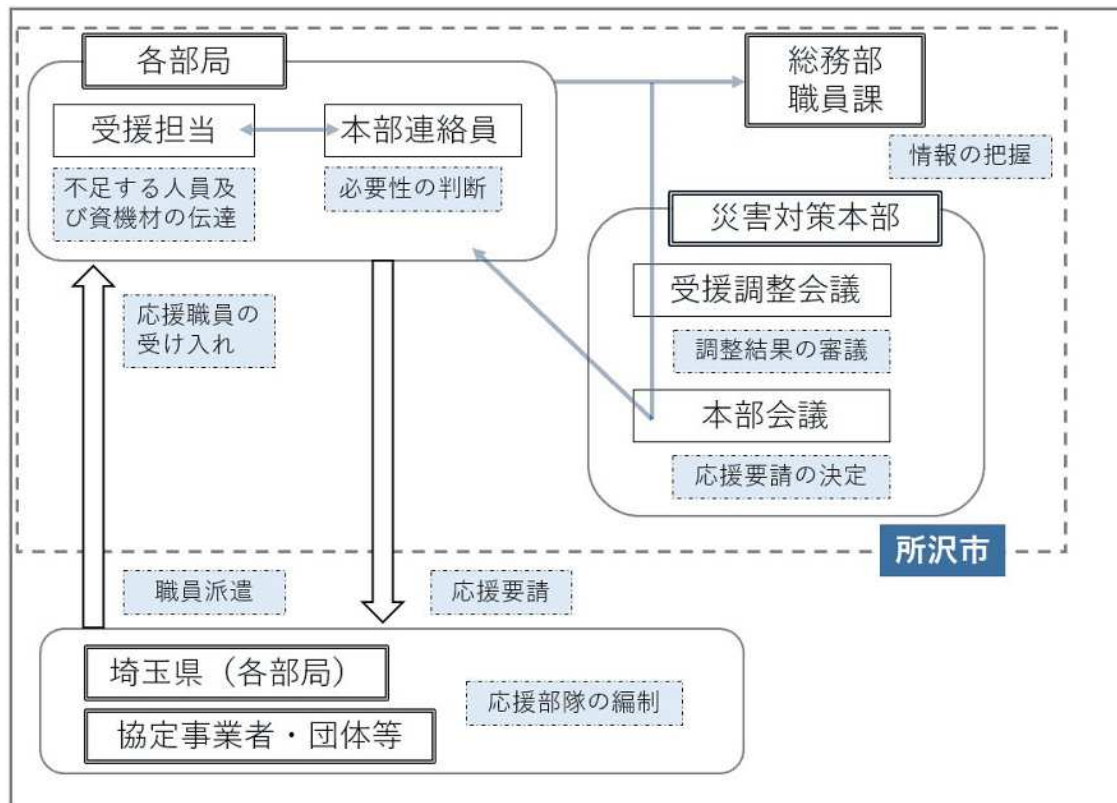 各部局
受援担当
本部連絡員
不足する人員及
び資機材の伝達
必要性の判断
総務部
職員課
情報の把握
災害対策本部
受援調整会議
調整結果の審議
本部会議
応援要請の決定
応援職員の
受け入れ
所沢市
職員派遣
応援要請
埼玉県（各部局）
協定事業者・団体等
応援部隊の編制